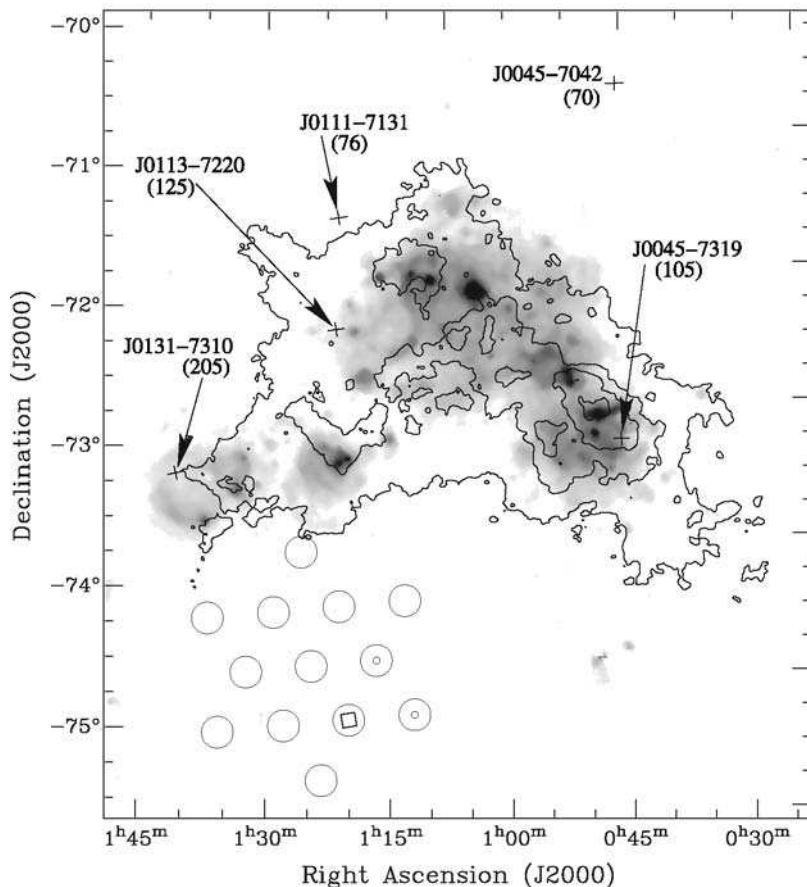 −70°
J0045−7042
(70)
J0111−7131
(76)
−71°
J0113−7220
(125)
J0045−7319
(105)
−72°
J0131−7310
(205)
−73°
Declination (J2000)
−74°
−75°
1ʰ45ᵐ 1ʰ30ᵐ 1ʰ15ᵐ 1ʰ00ᵐ 0ʰ45ᵐ 0ʰ30ᵐ
Right Ascension (J2000)